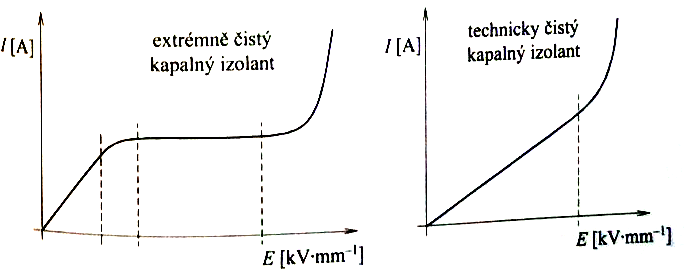 I [A]
extrémně čistý
kapalný izolant
E [kV·mm⁻¹]
I [A]
technicky čistý
kapalný izolant
E [kV·mm⁻¹]